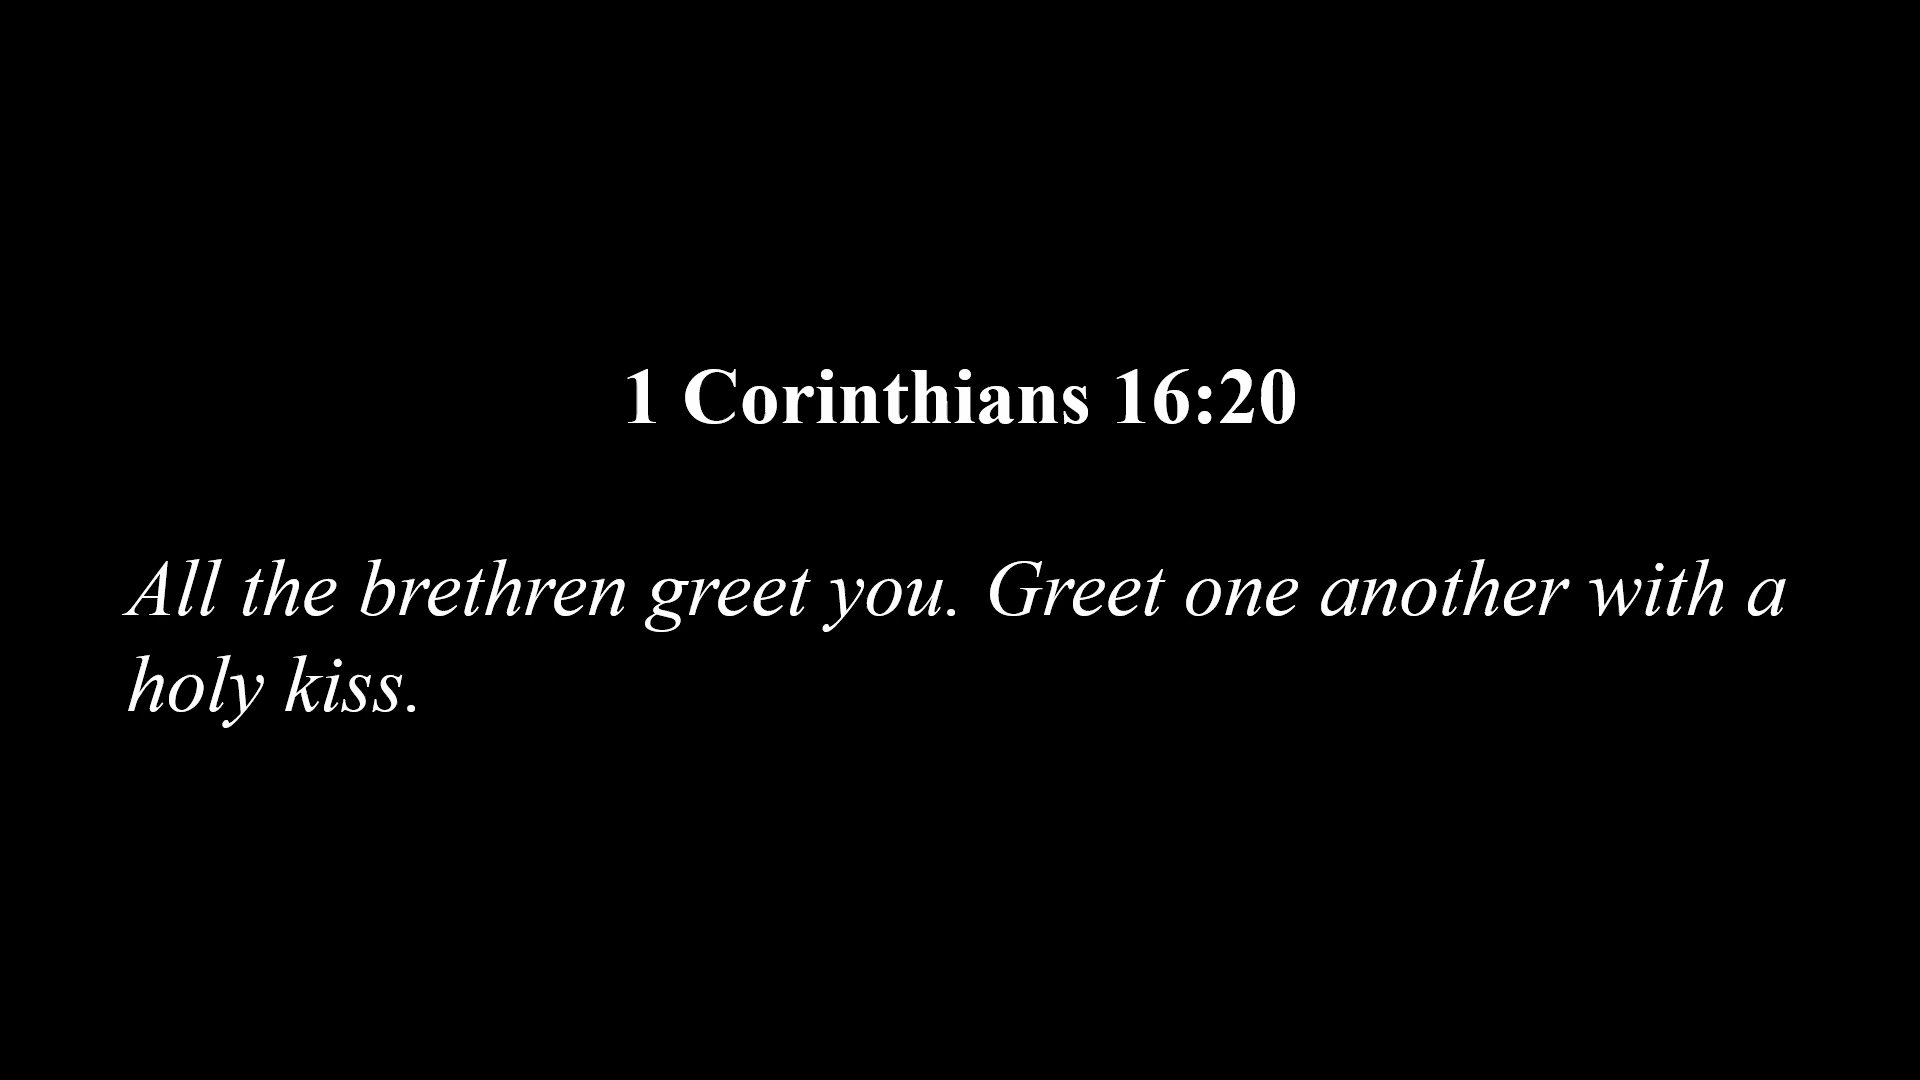 1 Corinthians 16:20
All the brethren greet you. Greet one another with a
holy kiss.